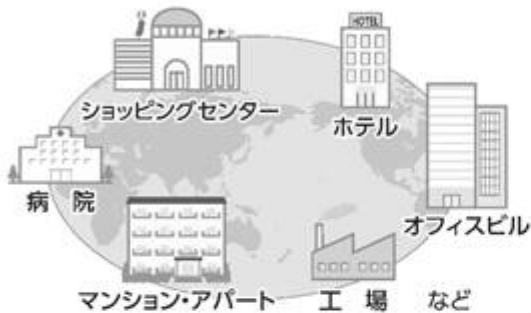 ショッピングセンター
HOTEL
ホテル
病 院
オフィスビル
マンション・アパート
工 場 など